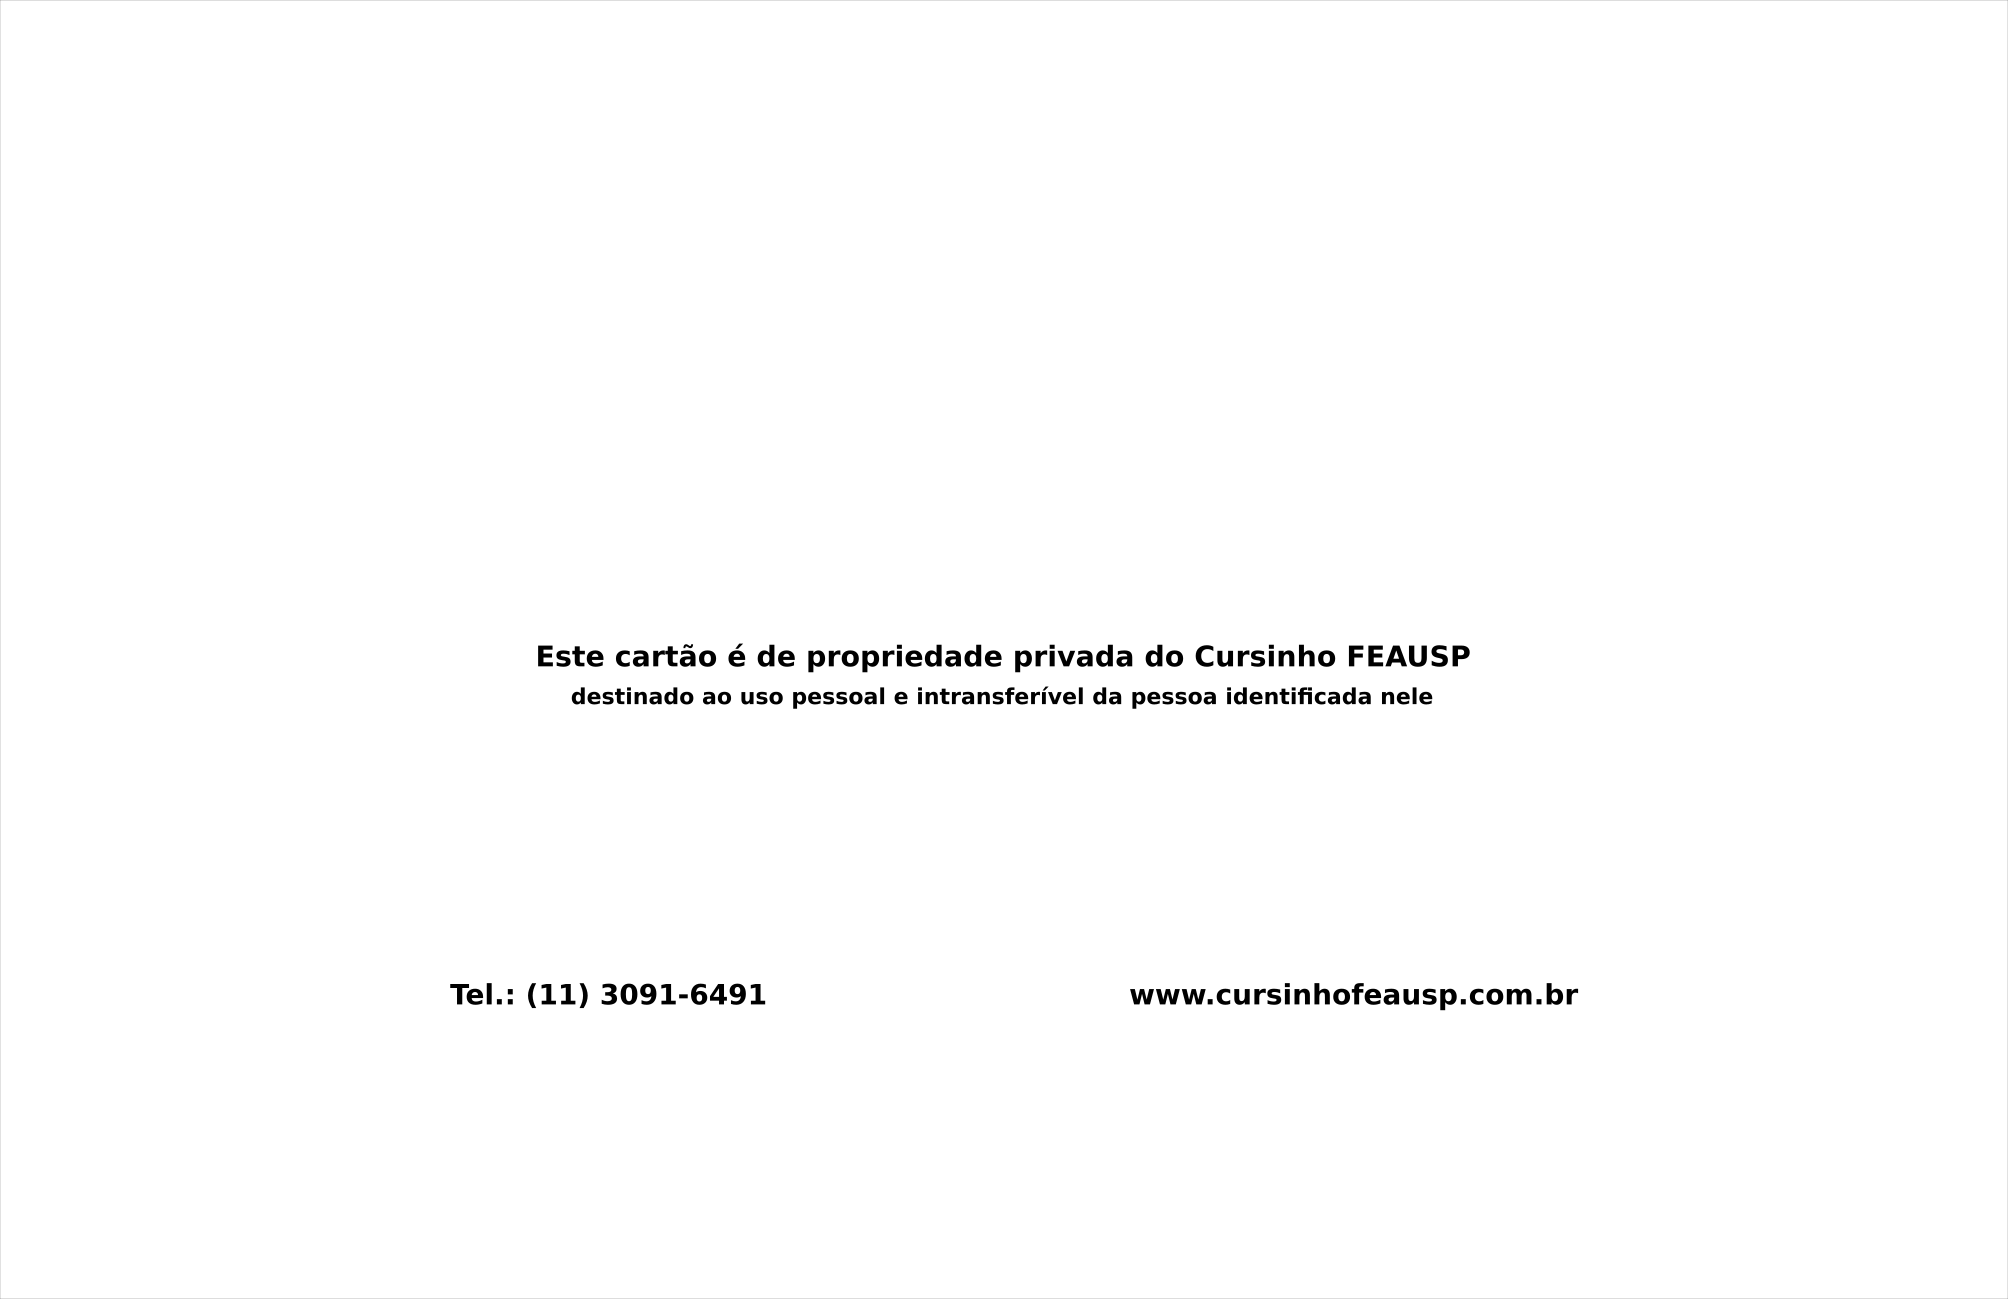 Este cartão é de propriedade privada do Cursinho FEAUSP
destinado ao uso pessoal e intransferível da pessoa identificada nele
Tel.: (11) 3091-6491
www.cursinhofeausp.com.br